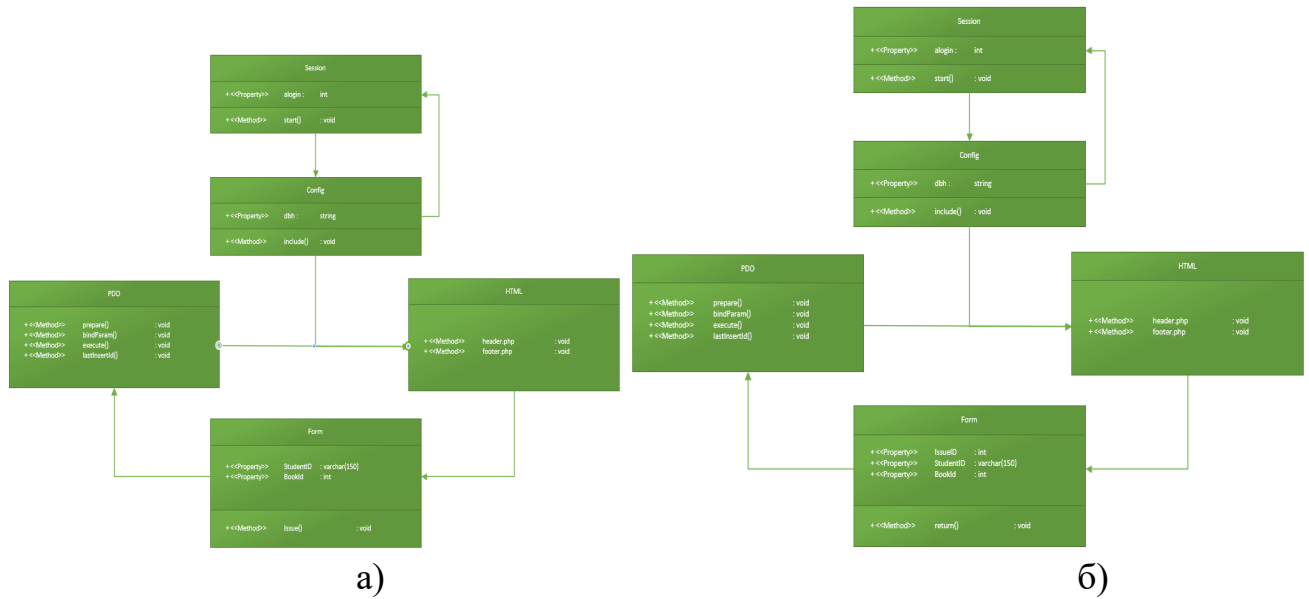 Session
+ <<Property>> alogin : int
+ <<Method>> start() : void
Config
+ <<Property>> dbh : string
+ <<Method>> include() : void
PDO
+ <<Method>> prepare() : void
+ <<Method>> bindParam() : void
+ <<Method>> execute() : void
+ <<Method>> lastInsertId() : void
HTML
+ <<Method>> header.php : void
+ <<Method>> footer.php : void
Form
+ <<Property>> StudentID : varchar(150)
+ <<Property>> BookId : int
+ <<Method>> Issue() : void
а)
Session
+ <<Property>> alogin : int
+ <<Method>> start() : void
Config
+ <<Property>> dbh : string
+ <<Method>> include() : void
PDO
+ <<Method>> prepare() : void
+ <<Method>> bindParam() : void
+ <<Method>> execute() : void
+ <<Method>> lastInsertId() : void
HTML
+ <<Method>> header.php : void
+ <<Method>> footer.php : void
Form
+ <<Property>> IssueID : int
+ <<Property>> StudentID : varchar(150)
+ <<Property>> BookId : int
+ <<Method>> return() : void
б)